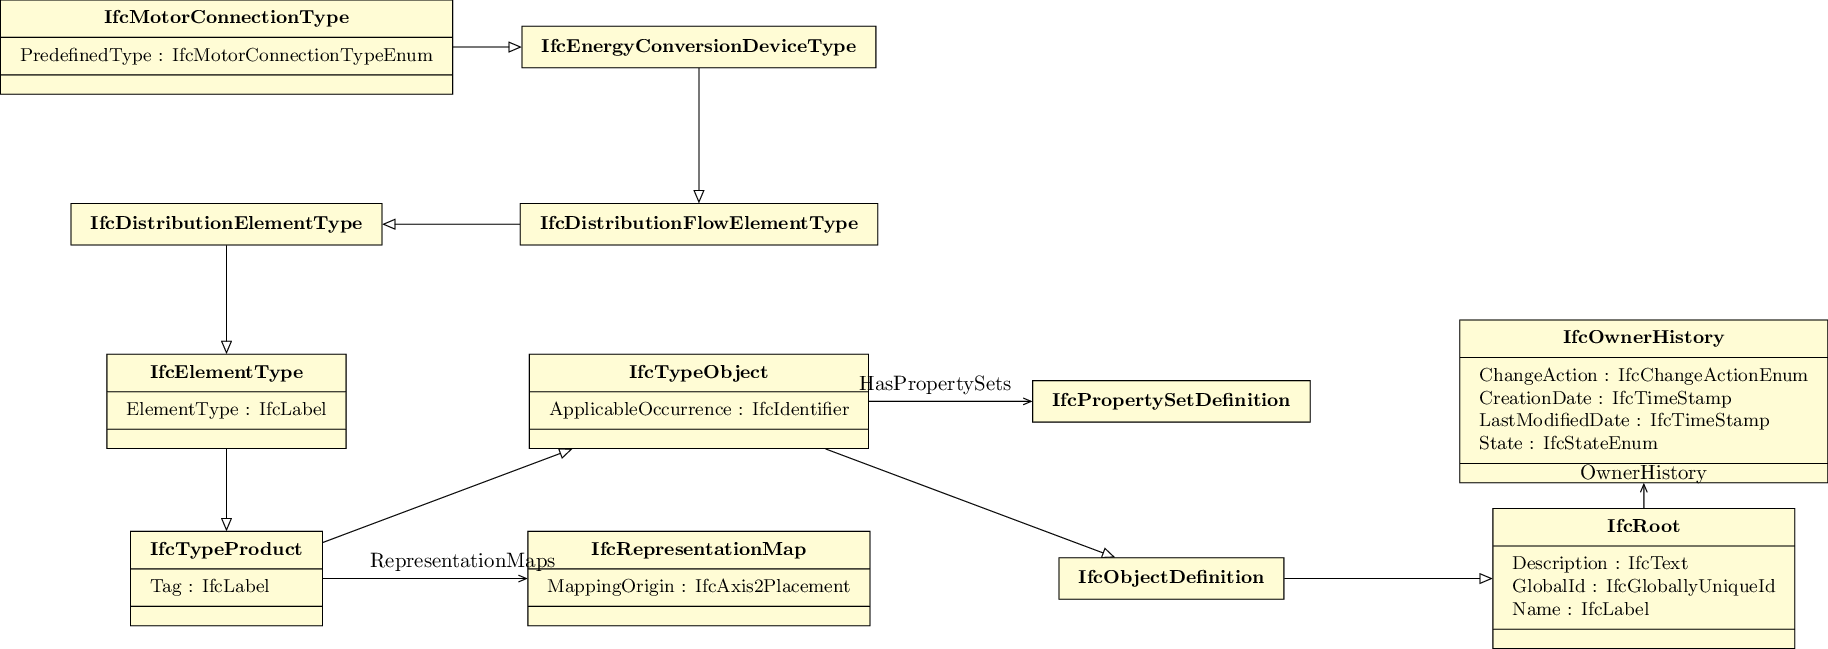 IfcMotorConnectionType
PredefinedType : IfcMotorConnectionTypeEnum
IfcEnergyConversionDeviceType
IfcDistributionElementType
IfcDistributionFlowElementType
IfcElementType
ElementType : IfcLabel
IfcTypeObject
ApplicableOccurrence : IfcIdentifier
HasPropertySets
IfcPropertySetDefinition
IfcOwnerHistory
ChangeAction : IfcChangeActionEnum
CreationDate : IfcTimeStamp
LastModifiedDate : IfcTimeStamp
State : IfcStateEnum
OwnerHistory
IfcTypeProduct
Tag : IfcLabel
RepresentationMaps
IfcRepresentationMap
MappingOrigin : IfcAxis2Placement
IfcObjectDefinition
IfcRoot
Description : IfcText
GlobalId : IfcGloballyUniqueId
Name : IfcLabel